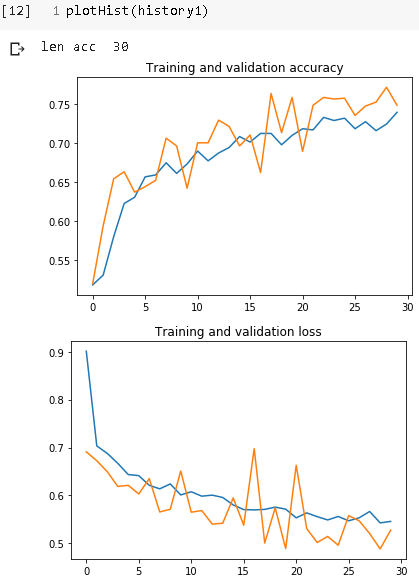 [12] 1 plotHist(history1)
len acc 30
Training and validation accuracy
0.75
0.70
0.65
0.60
0.55
0 5 10 15 20 25 30
Training and validation loss
0.9
0.8
0.7
0.6
0.5
0 5 10 15 20 25 30